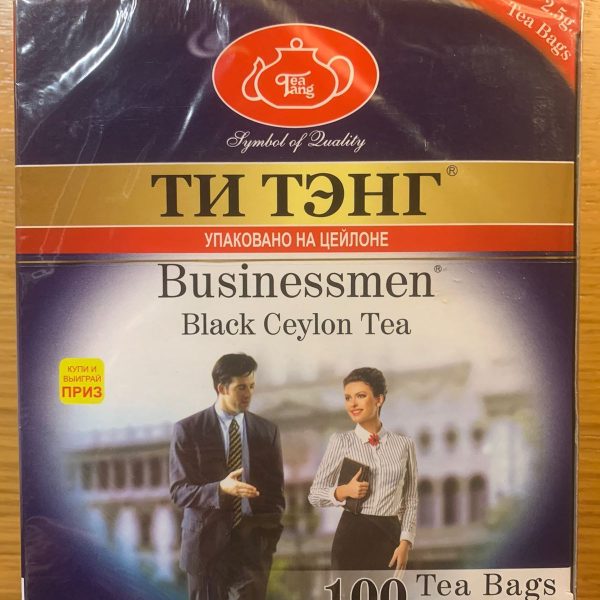 2.5g.
Tea Bags
Tea
Tang
Symbol of Quality
ТИ ТЭНГ®
УПАКОВАНО НА ЦЕЙЛОНЕ
Businessmen®
Black Ceylon Tea
КУПИ И
ВЫИГРАЙ
ПРИЗ
100 Tea Bags